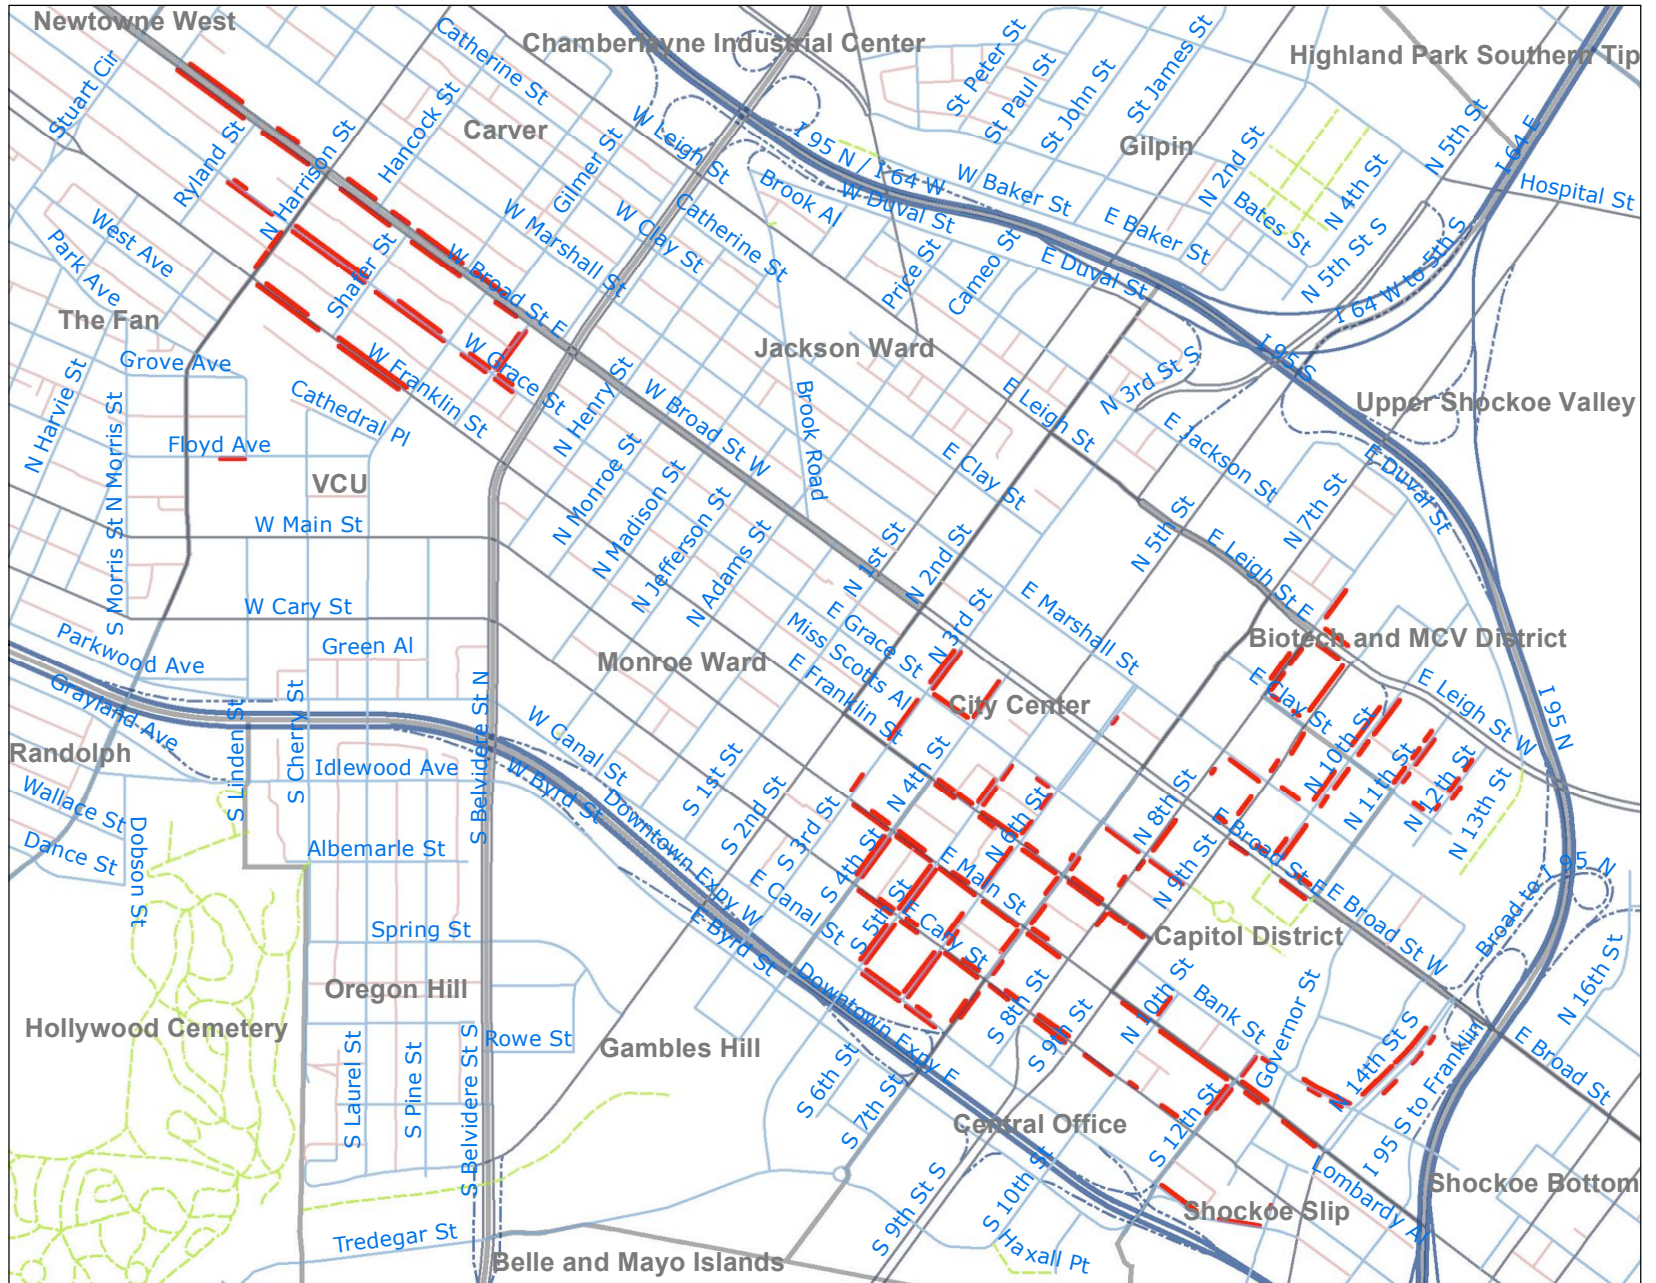 Newtowne West
Chamberlayne Industrial Center
Highland Park Southern Tip
Catherine St
St Peter St
St Paul St
St John St
St James St
Stuart Cir
Hancock St
Carver
W Leigh St
Gilmer St
I 95 N / I 64 W
Gilpin
N 5th St
I 64 E
Hospital St
Ryland St
N Harrison St
W Baker St
N 2nd St
N 4th St
Brook Al
W Duval St
Bates St
W Marshall St
W Clay St
Catherine St
E Baker St
N 5th St S
West Ave
Park Ave
Shafer St
W Broad St E
Price St
Cameo St
E Duval St
I 64 W to 5th S
The Fan
Grove Ave
W Franklin St
W Grace St
Jackson Ward
I 95 S
N 3rd St S
Upper Shockoe Valley
N Harvie St
N Morris St
Cathedral Pl
N Henry St
W Broad St W
Brook Road
E Leigh St
Floyd Ave
VCU
N Monroe St
N Madison St
E Clay St
E Jackson St
E Duval St
W Main St
N Jefferson St
N Adams St
N 1st St
N 2nd St
N 5th St
N 7th St
E Leigh St E
S Morris St
W Cary St
Green Al
Parkwood Ave
Monroe Ward
E Grace St
Miss Scotts Al
E Franklin St
N 3rd St
E Marshall St
Biotech and MCV District
Grayland Ave
S Linden St
S Cherry St
S Belvidere St N
W Canal St
City Center
E Clay St
E Leigh St W
I 95 N
Randolph
Idlewood Ave
W Byrd St
S 1st St
N 4th St
N 10th St
N 11th St
N 12th St
N 13th St
Wallace St
Dance St
Dobson St
Albemarle St
Downtown Expy W
S 2nd St
S 3rd St
S 4th St
N 6th St
N 8th St
E Broad St E
E Main St
N 9th St
E Broad St W
Broad to I 95 N
Spring St
E Byrd St
E Canal St
S 5th St
E Cary St
Capitol District
N 16th St
Oregon Hill
Hollywood Cemetery
S Laurel St
S Pine St
S Belvidere St S
Rowe St
Gambles Hill
Downtown Expy E
S 8th St
S 9th St
N 10th St
Bank St
Governor St
N 14th St S
I 95 S to Franklin
E Broad St
S 6th St
S 7th St
Central Office
S 12th St
Lombardy Al
Shockoe Bottom
Shockoe Slip
Tredegar St
S 9th St S
S 10th St
Haxall Pt
Belle and Mayo Islands